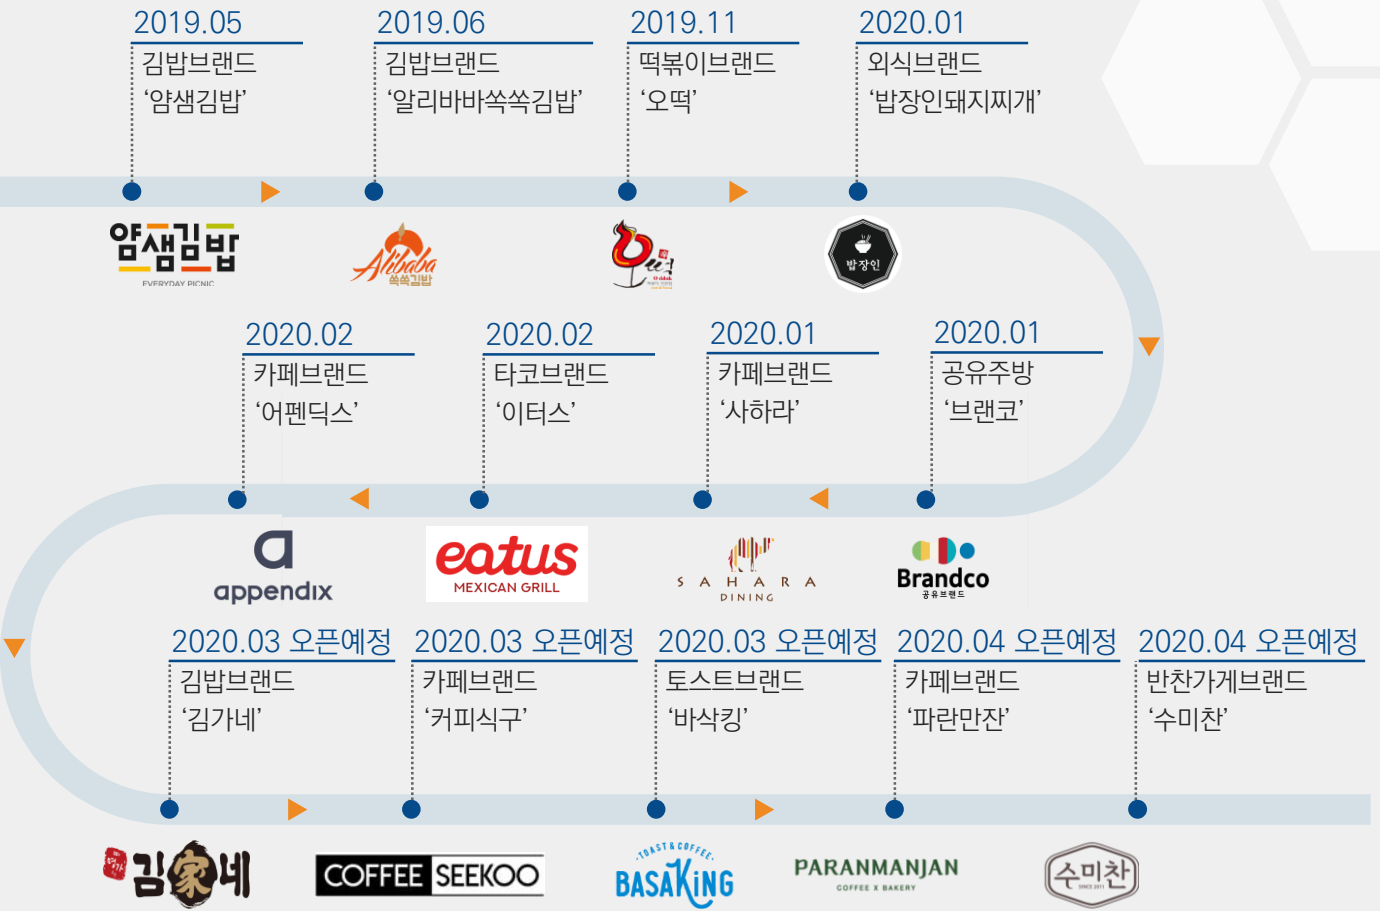 2019.05
김밥브랜드
‘얌샘김밥’
2019.06
김밥브랜드
‘알리바바쏙쏙김밥’
2019.11
떡볶이브랜드
‘오떡’
2020.01
외식브랜드
‘밥장인돼지찌개’
얌샘김밥
EVERYDAY PICNIC
Alibaba
쏙쏙김밥
오떡
O-ddok
밥장인
2020.02
카페브랜드
‘어펜딕스’
2020.02
타코브랜드
‘이터스’
2020.01
카페브랜드
‘사하라’
2020.01
공유주방
‘브랜코’
a
appendix
eatus
MEXICAN GRILL
SAHARA
DINING
Brandco
공유브랜드
2020.03 오픈예정
김밥브랜드
‘김가네’
2020.03 오픈예정
카페브랜드
‘커피식구’
2020.03 오픈예정
토스트브랜드
‘바삭킹’
2020.04 오픈예정
카페브랜드
‘파란만잔’
2020.04 오픈예정
반찬가게브랜드
‘수미찬’
김家네
COFFEE SEEKOO
TOAST & COFFEE
BASAKING
PARANMANJAN
COFFEE X BAKERY
수미찬
SINCE 2011